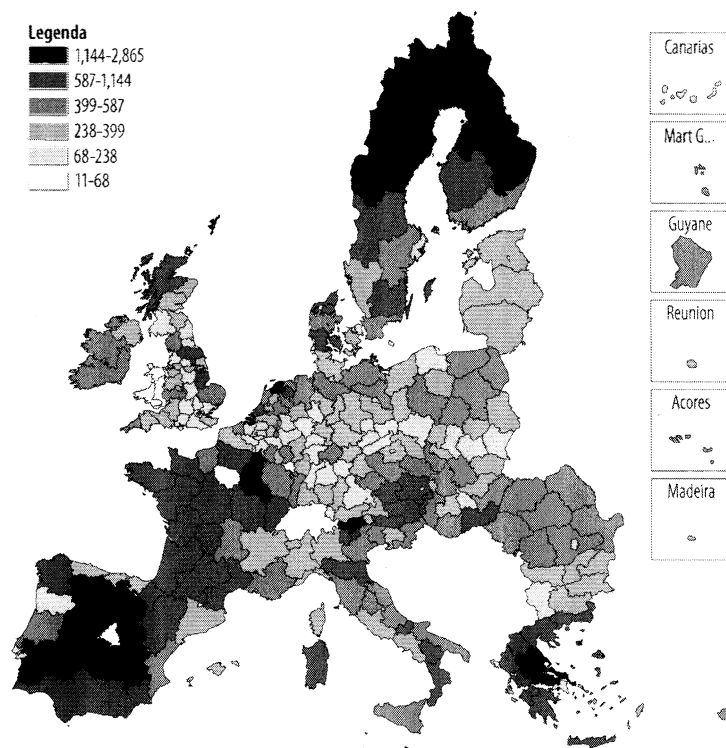 Legenda
1,144-2,865
587-1,144
399-587
238-399
68-238
11-68
Canarias
Mart G...
Guyane
Reunion
Acores
Madeira